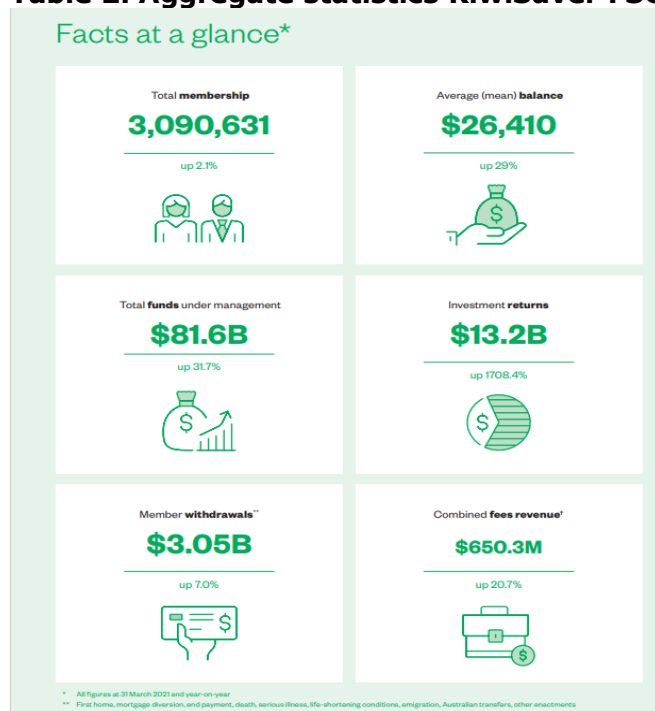 Facts at a glance*
Total membership
3,090,631
up 2.1%
Average (mean) balance
$26,410
up 29%
$
Total funds under management
$81.6B
up 31.7%
$
Investment returns
$13.2B
up 1708.4%
$
Member withdrawals**
$3.05B
up 7.0%
$
Combined fees revenue†
$650.3M
up 20.7%
$
* All figures at 31 March 2021 and year-on-year
** First home, mortgage diversion, end payment, death, serious illness, life-shortening conditions, emigration, Australian transfers, other enactments